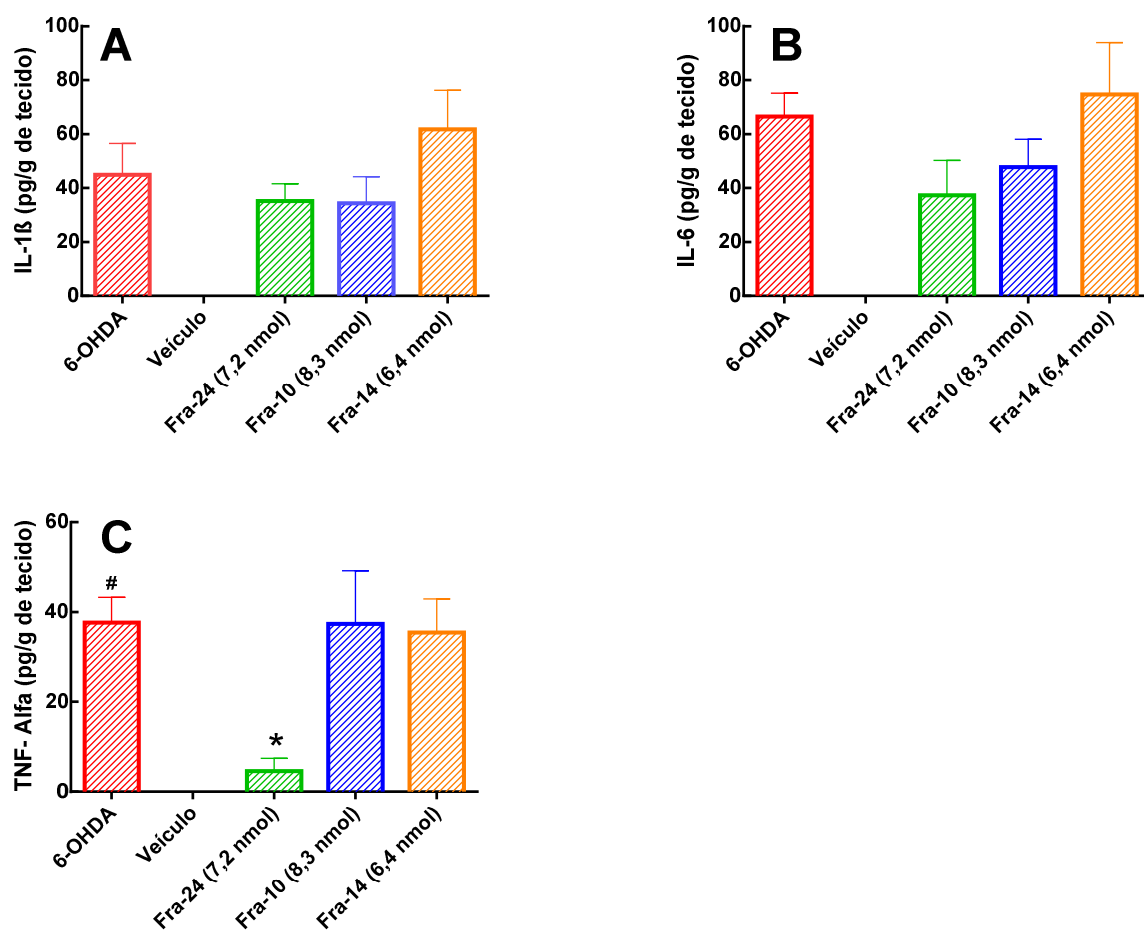 A
IL-1ß (pg/g de tecido)
100
80
60
40
20
0
6-OHDA
Veículo
Fra-24 (7,2 nmol)
Fra-10 (8,3 nmol)
Fra-14 (6,4 nmol)
B
IL-6 (pg/g de tecido)
100
80
60
40
20
0
6-OHDA
Veículo
Fra-24 (7,2 nmol)
Fra-10 (8,3 nmol)
Fra-14 (6,4 nmol)
C
TNF- Alfa (pg/g de tecido)
60
40
20
0
#
*
6-OHDA
Veículo
Fra-24 (7,2 nmol)
Fra-10 (8,3 nmol)
Fra-14 (6,4 nmol)